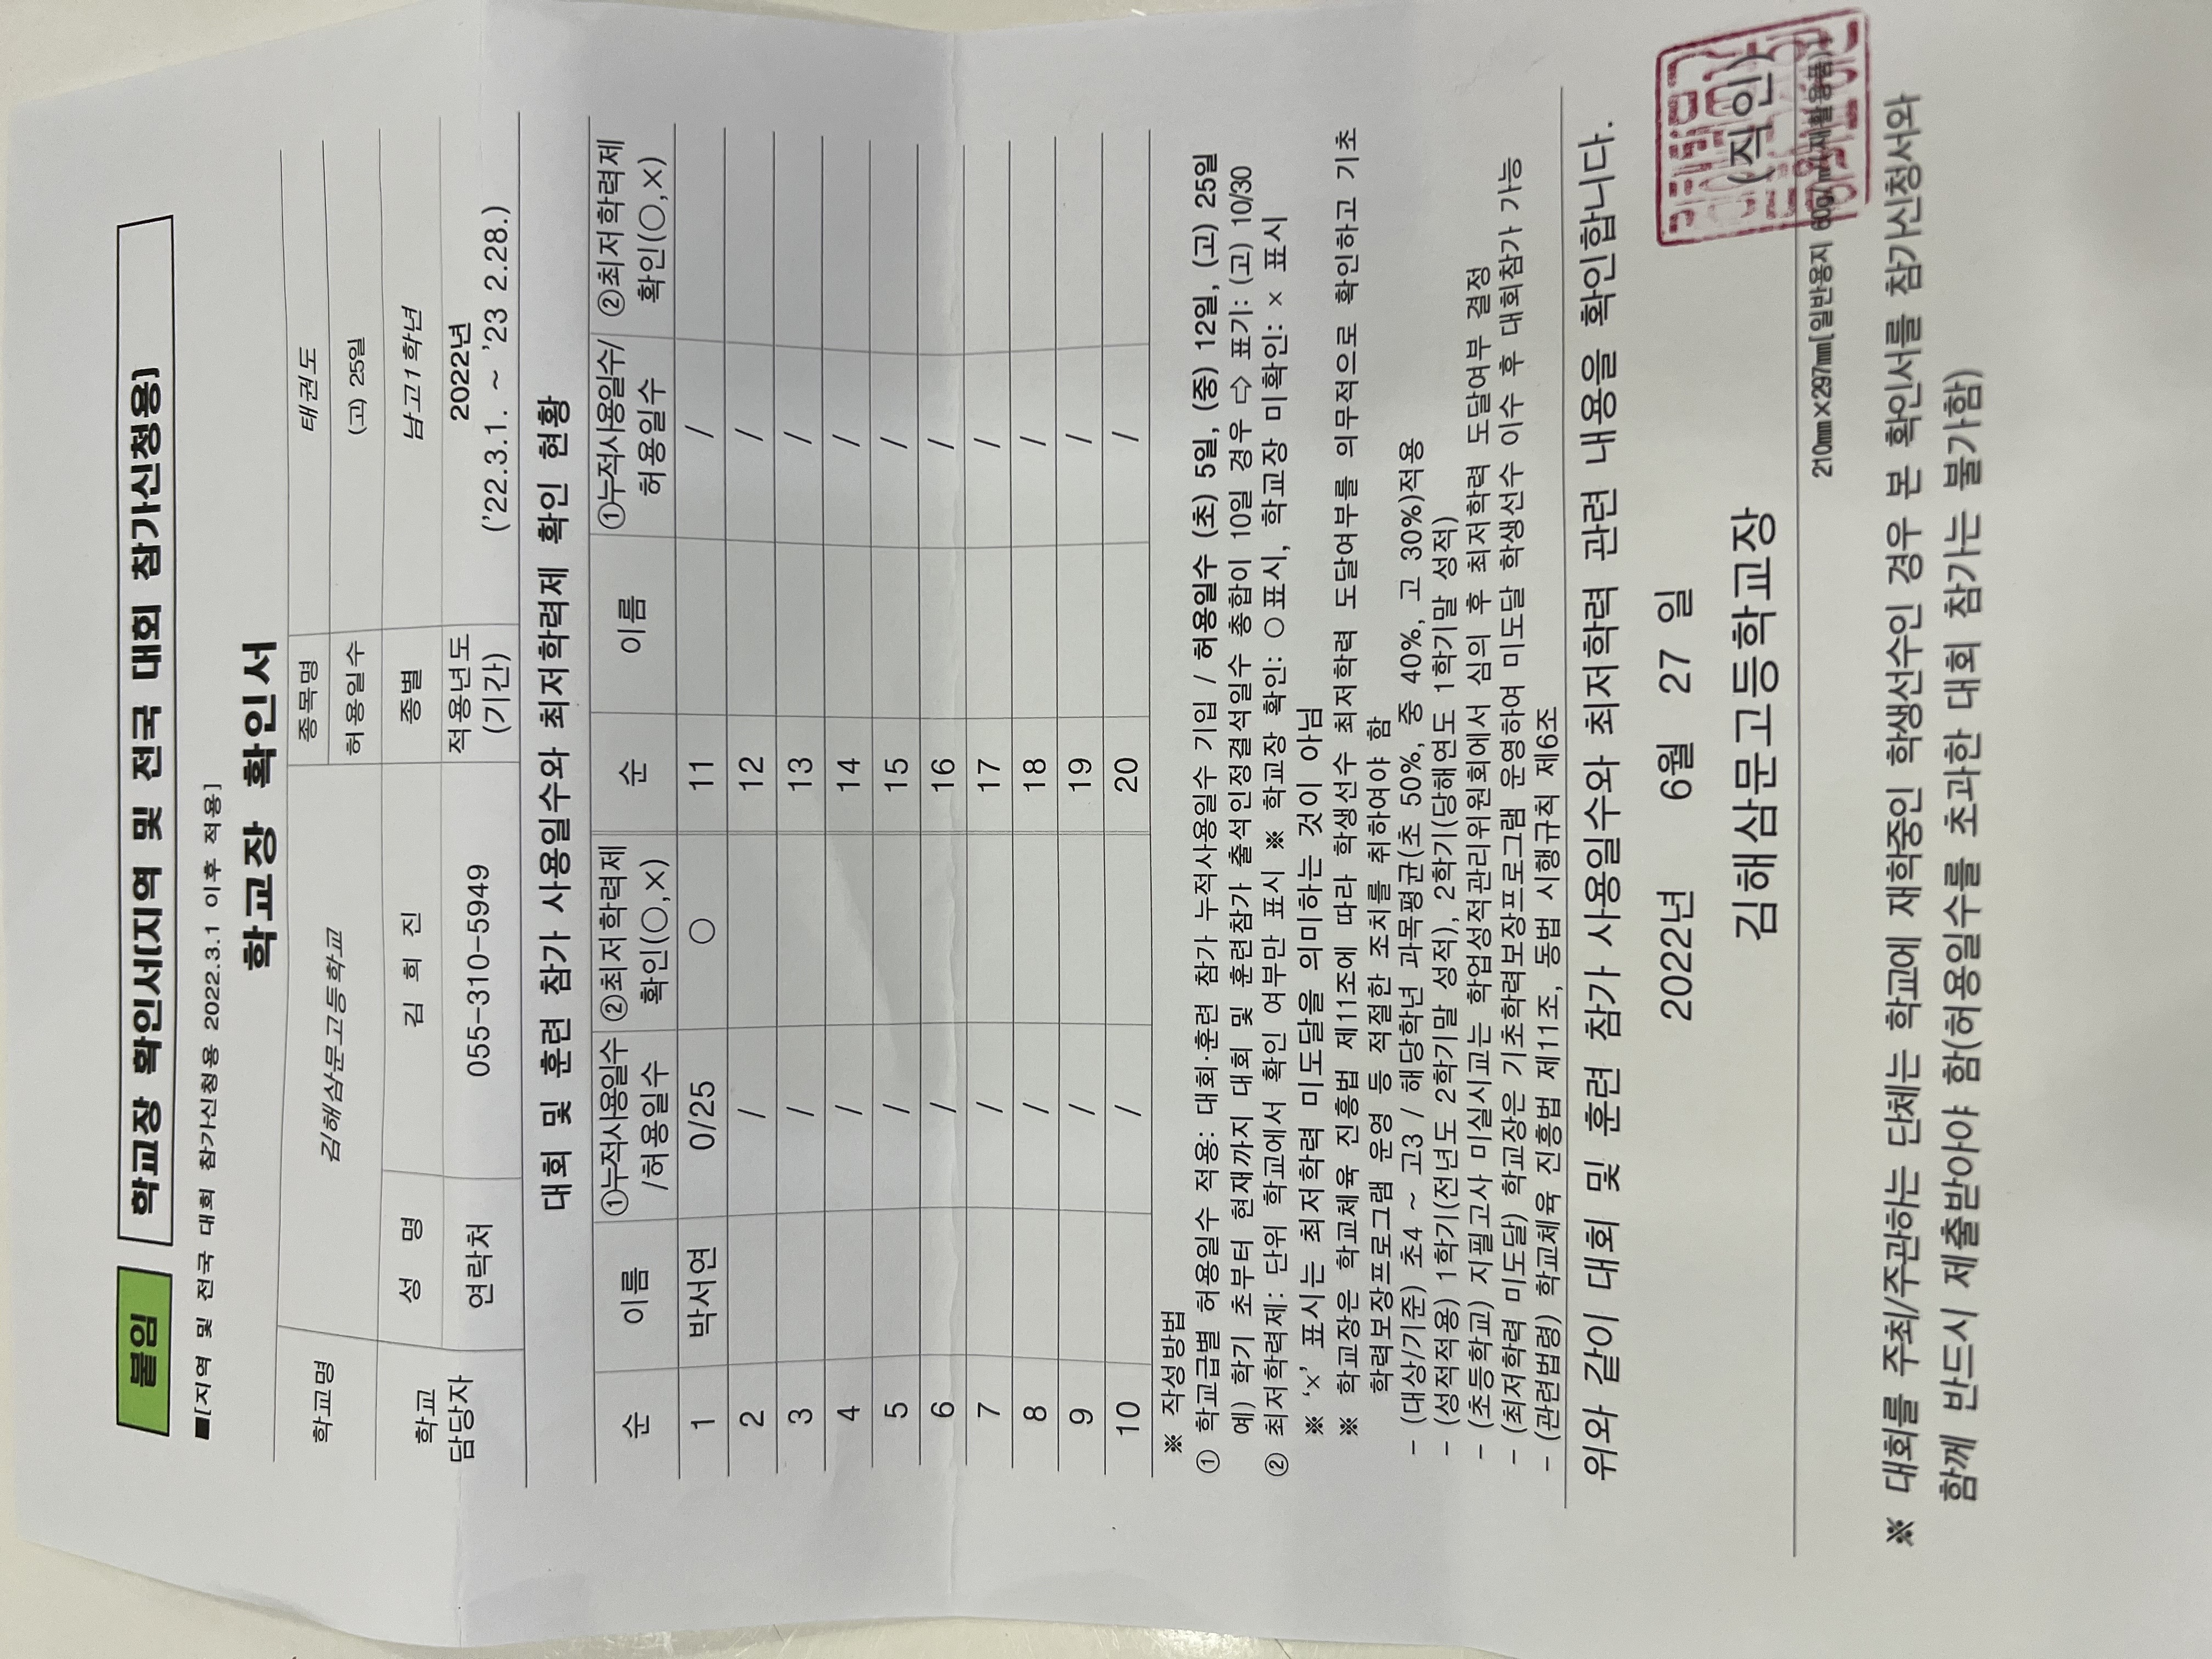 붙임 학교장 확인서(지역 및 전국 대회 참가신청용)
■[지역 및 전국 대회 참가신청용 2022.3.1 이후 적용]
학교장 확인서
학교명 김해삼문고등학교 종목명 태권도
허용일수 (고) 25일
학교 담당자 성 명 김 희 진 종별 남고1학년
연락처 055-310-5949 적용년도 (기간) 2022년 ('22.3.1. ~ '23 2.28.)
대회 및 훈련 참가 사용일수와 최저학력제 확인 현황
순 이름 ①누적사용일수 /허용일수 ②최저학력제 확인(○,×) 순 이름 ①누적사용일수/ 허용일수 ②최저학력제 확인(○,×)
1 박서연 0/25 ○ 11 /
2 / 12 /
3 / 13 /
4 / 14 /
5 / 15 /
6 / 16 /
7 / 17 /
8 / 18 /
9 / 19 /
10 / 20 /
※ 작성방법
① 학교급별 허용일수 적용: 대회·훈련 참가 누적사용일수 기입 / 허용일수 (초) 5일, (중) 12일, (고) 25일
예) 학기 초부터 현재까지 대회 및 훈련참가 출석인정결석일수 총합이 10일 경우 ⇨ 표기: (고) 10/30
② 최저학력제: 단위 학교에서 확인 여부만 표시 ※ 학교장 확인: ○표시, 학교장 미확인: × 표시
※ '×' 표시는 최저학력 미도달을 의미하는 것이 아님
※ 학교장은 학교체육 진흥법 제11조에 따라 학생선수 최저학력 도달여부를 의무적으로 확인하고 기초
학력보장프로그램 운영 등 적절한 조치를 취하여야 함
- (대상/기준) 초4 ~ 고3 / 해당학년 과목평균(초 50%, 중 40%, 고 30%)적용
- (성적적용) 1학기(전년도 2학기말 성적), 2학기(당해연도 1학기말 성적)
- (초등학교) 지필고사 미실시교는 학업성적관리위원회에서 심의 후 최저학력 도달여부 결정
- (최저학력 미도달) 학교장은 기초학력보장프로그램 운영하여 미도달 학생선수 이수 후 대회참가 가능
- (관련법령) 학교체육 진흥법 제11조, 동법 시행규칙 제6조
위와 같이 대회 및 훈련 참가 사용일수와 최저학력 관련 내용을 확인합니다.
2022년 6월 27 일
김해삼문고등학교장 (직인)
210㎜×297㎜[일반용지 60g/㎡(재활용품)]
※ 대회를 주최/주관하는 단체는 학교에 재학중인 학생선수인 경우 본 확인서를 참가신청서와
함께 반드시 제출받아야 함(허용일수를 초과한 대회 참가는 불가함)